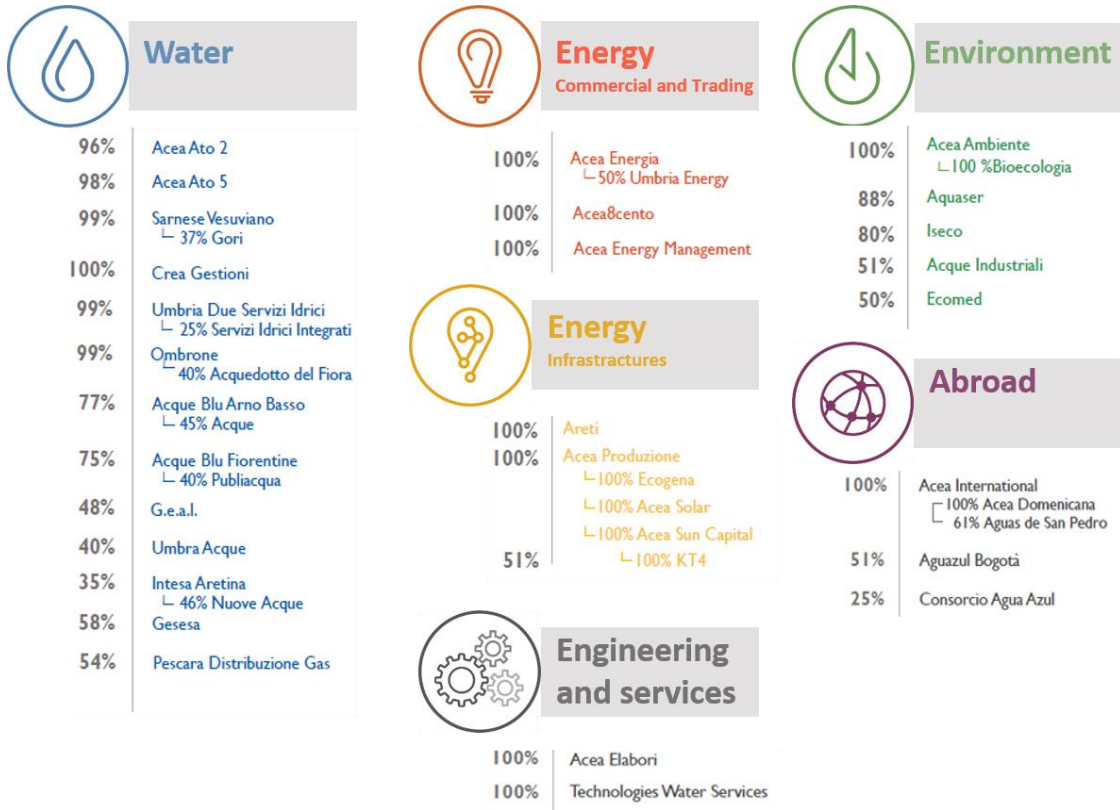 Water
96% Acea Ato 2
98% Acea Ato 5
99% Sarnese Vesuviano
37% Gori
100% Crea Gestioni
99% Umbria Due Servizi Idrici
25% Servizi Idrici Integrati
99% Ombrone
40% Acquedotto del Fiora
77% Acque Blu Arno Basso
45% Acque
75% Acque Blu Fiorentine
40% Publiacqua
48% G.e.a.l.
40% Umbra Acque
35% Intesa Aretina
46% Nuove Acque
58% Gesesa
54% Pescara Distribuzione Gas
Energy
Commercial and Trading
100% Acea Energia
50% Umbria Energy
100% Acea8cento
100% Acea Energy Management
Energy
Infrastractures
100% Areti
100% Acea Produzione
100% Ecogena
100% Acea Solar
100% Acea Sun Capital
51% 100% KT4
Engineering
and services
100% Acea Elabori
100% Technologies Water Services
Environment
100% Acea Ambiente
100 %Bioecologia
88% Aquaser
80% Iseco
51% Acque Industriali
50% Ecomed
Abroad
100% Acea International
100% Acea Domenicana
61% Aguas de San Pedro
51% Aguazul Bogotà
25% Consorcio Agua Azul